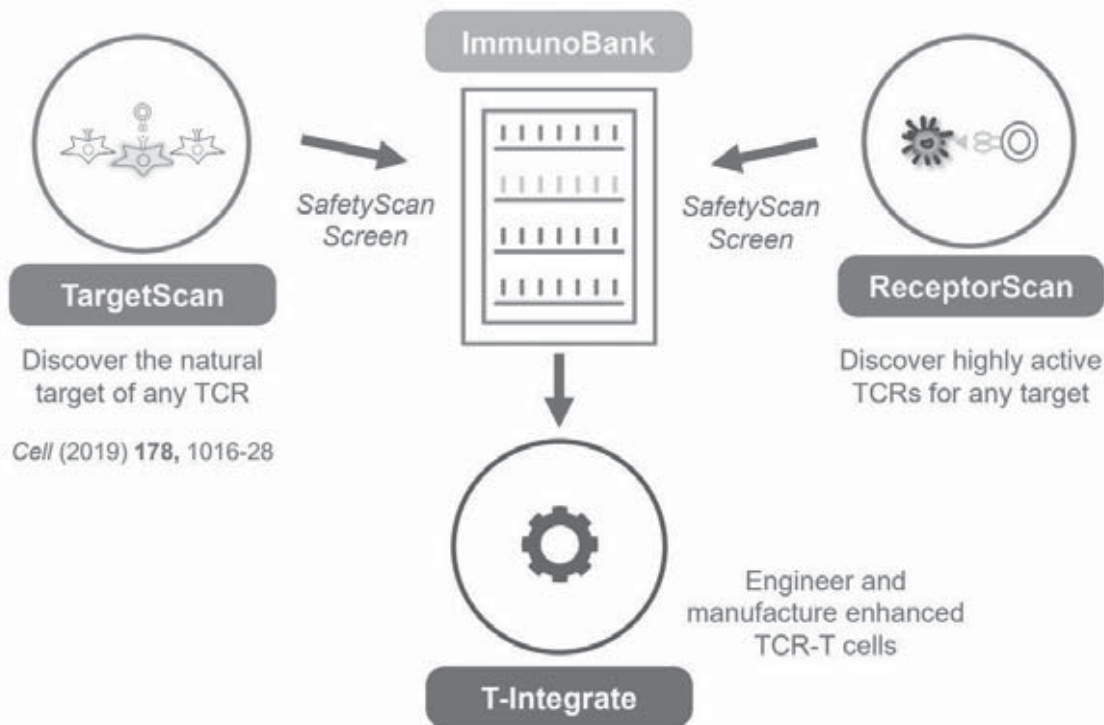 ImmunoBank
SafetyScan
Screen
SafetyScan
Screen
TargetScan
Discover the natural
target of any TCR
Cell (2019) 178, 1016-28
ReceptorScan
Discover highly active
TCRs for any target
Engineer and
manufacture enhanced
TCR-T cells
T-Integrate